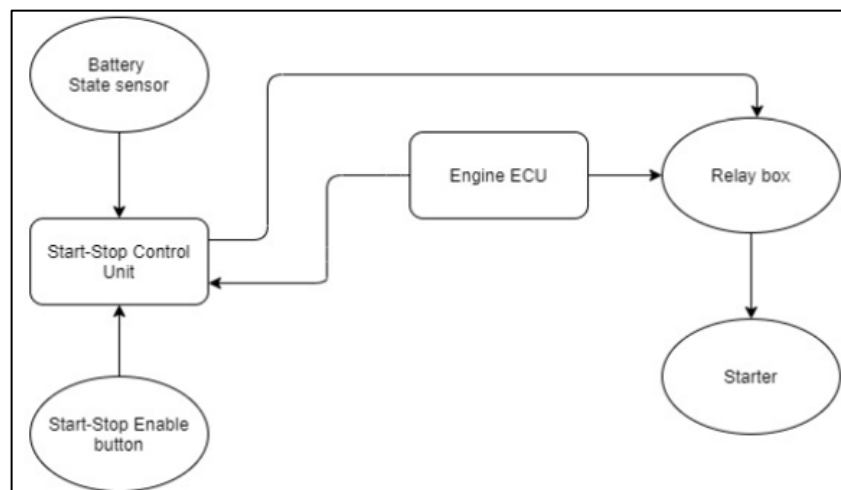 Battery
State sensor
Engine ECU
Relay box
Start-Stop Control
Unit
Starter
Start-Stop Enable
button